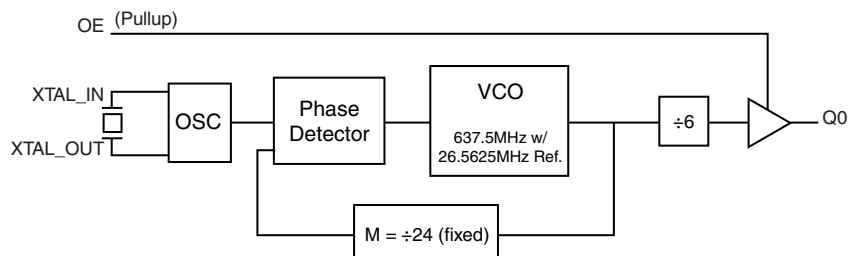 OE (Pullup)
XTAL_IN
XTAL_OUT
OSC
Phase
Detector
VCO
637.5MHz w/
26.5625MHz Ref.
÷6
Q0
M = ÷24 (fixed)